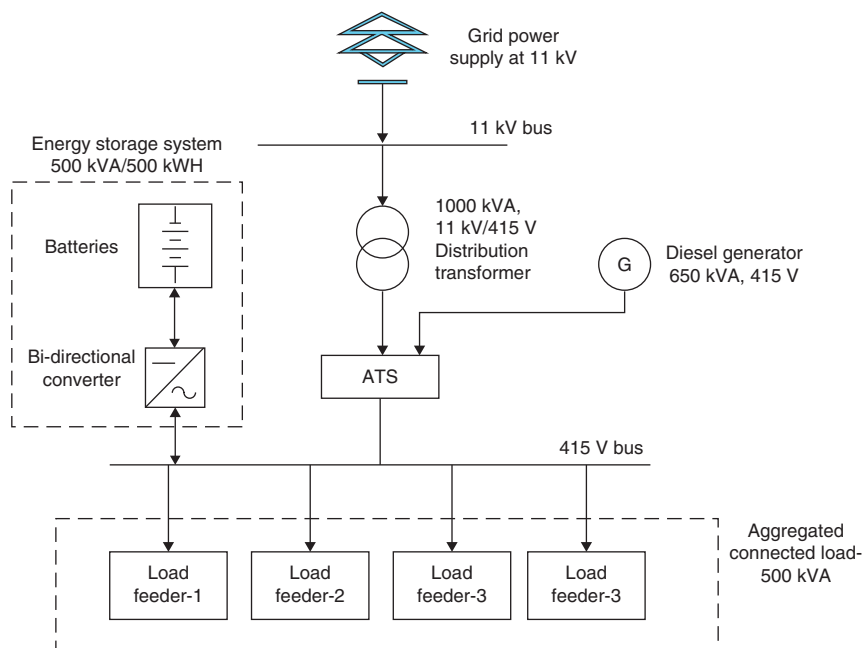 Grid power
supply at 11 kV
11 kV bus
Energy storage system
500 kVA/500 kWH
Batteries
Bi-directional
converter
1000 kVA,
11 kV/415 V
Distribution
transformer
G
Diesel generator
650 kVA, 415 V
ATS
415 V bus
Load
feeder-1
Load
feeder-2
Load
feeder-3
Load
feeder-3
Aggregated
connected load-
500 kVA